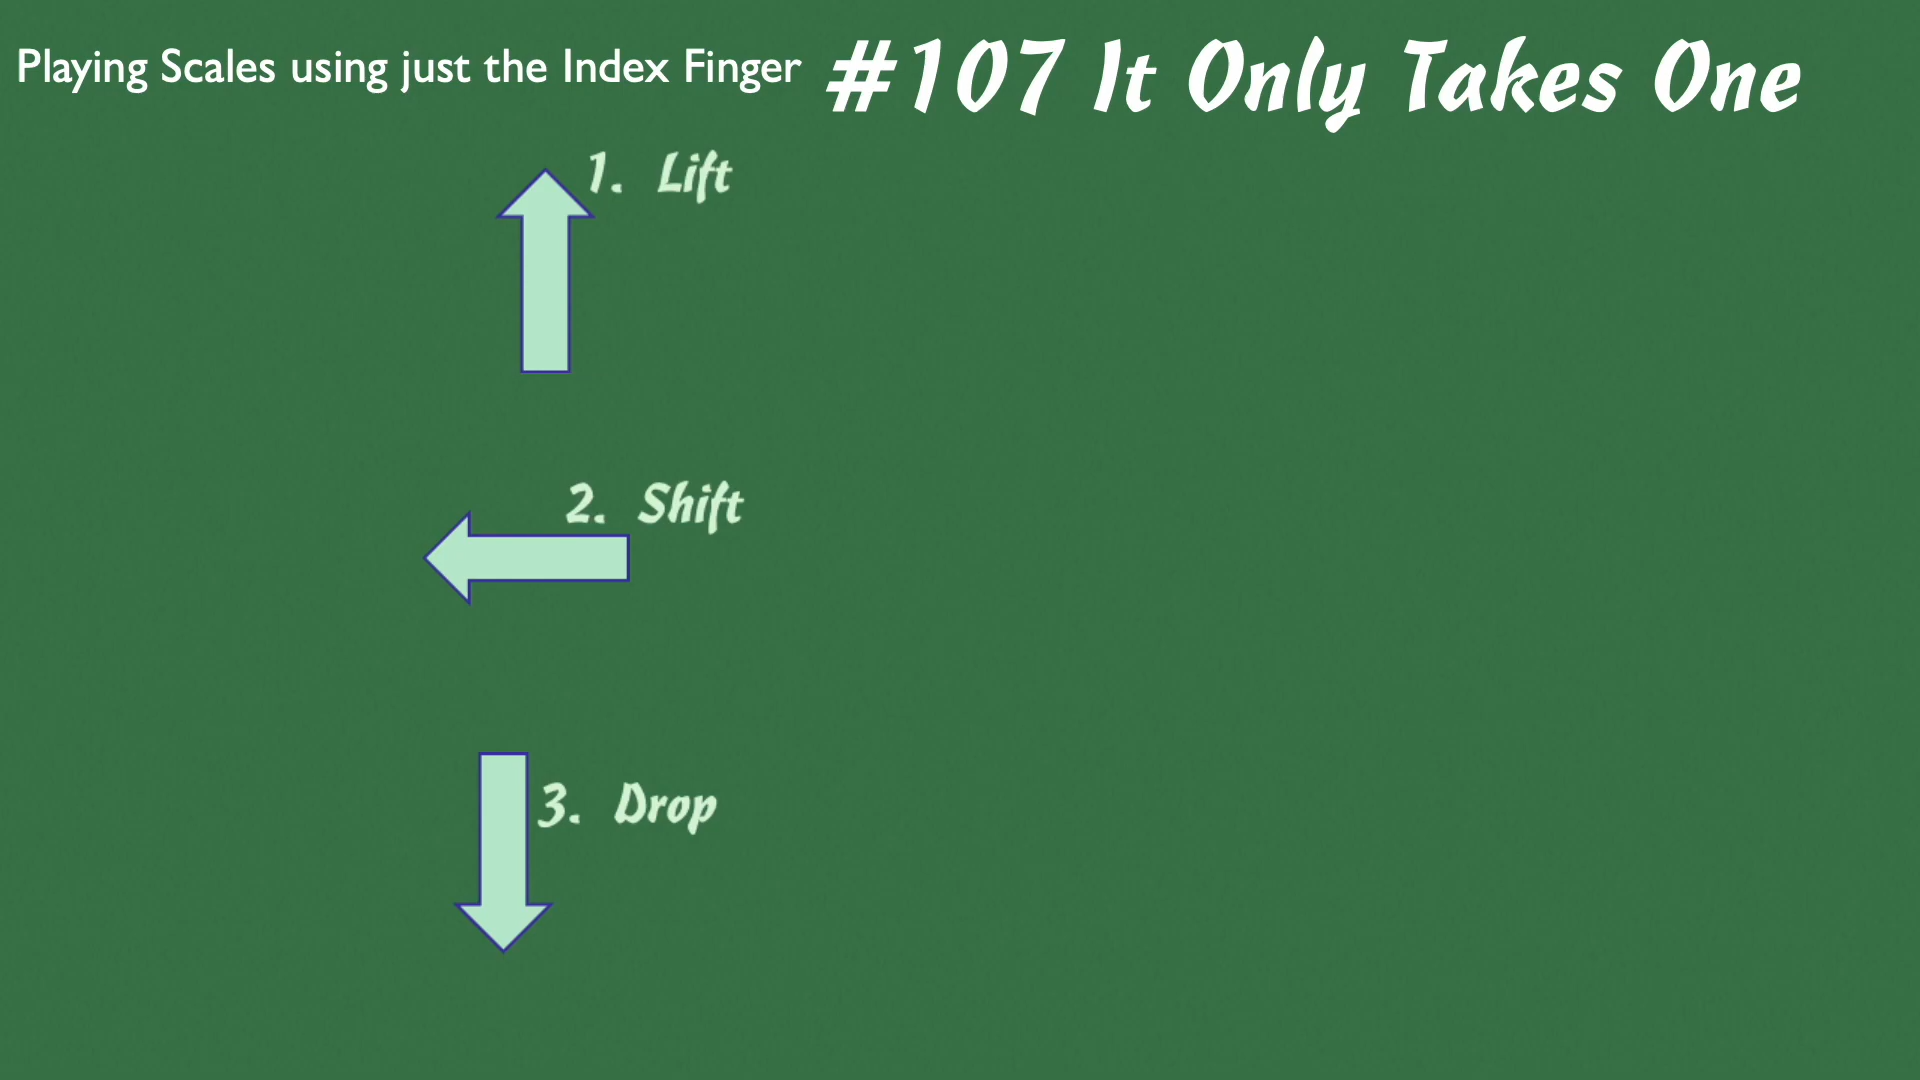 Playing Scales using just the Index Finger #107 It Only Takes One
1. Lift
2. Shift
3. Drop